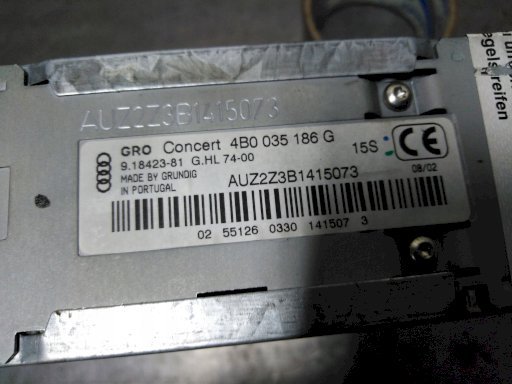 AUZ2Z3B1415073
GRO Concert 4B0 035 186 G
9.18423-81 G.HL 74-00
15S
CE
08/02
MADE BY GRUNDIG
IN PORTUGAL
AUZ2Z3B1415073
02 55126 0330 141507 3
egelstreifen